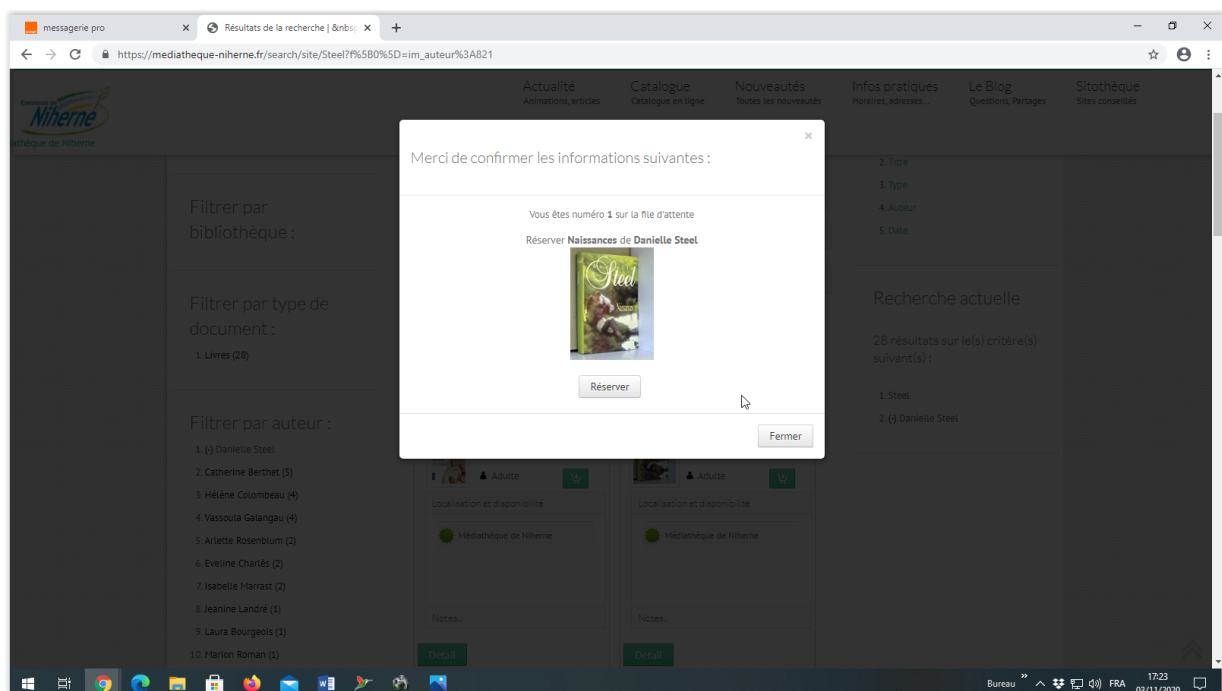 messagerie pro
Résultats de la recherche | &nbs
https://mediatheque-niherne.fr/search/site/Steel?f%5B0%5D=im_auteur%3A821
Commune de
Niherne
athèque de Niherne
Actualité
Animations, articles
Catalogue
Catalogue en ligne
Nouveautés
Toutes les nouveautés
Infos pratiques
Horaires, adresses...
Le Blog
Questions, Partages
Sitothèque
Sites conseillés
Filtrer par
bibliothèque :
Filtrer par type de
document :
1. Livres (28)
Filtrer par auteur :
1. (-) Danielle Steel
2. Catherine Berthet (5)
3. Hélène Colombeau (4)
4. Vassoula Galangau (4)
5. Arlette Rosenblum (2)
6. Eveline Charlès (2)
7. Isabelle Marrast (2)
8. Jeanine Landré (1)
9. Laura Bourgeois (1)
10. Marion Roman (1)
Merci de confirmer les informations suivantes :
Vous êtes numéro 1 sur la file d'attente
Réserver Naissances de Danielle Steel
Steel
Réserver
Fermer
Adulte
Localisation et disponibilité
Médiathèque de Niherne
Notes...
Détail
Adulte
Localisation et disponibilité
Médiathèque de Niherne
Notes...
Détail
2. Titre
3. Type
4. Auteur
5. Date
Recherche actuelle
28 résultats sur le(s) critère(s)
suivant(s) :
1. Steel
2. (-) Danielle Steel
Bureau
FRA
17:23
03/11/2020